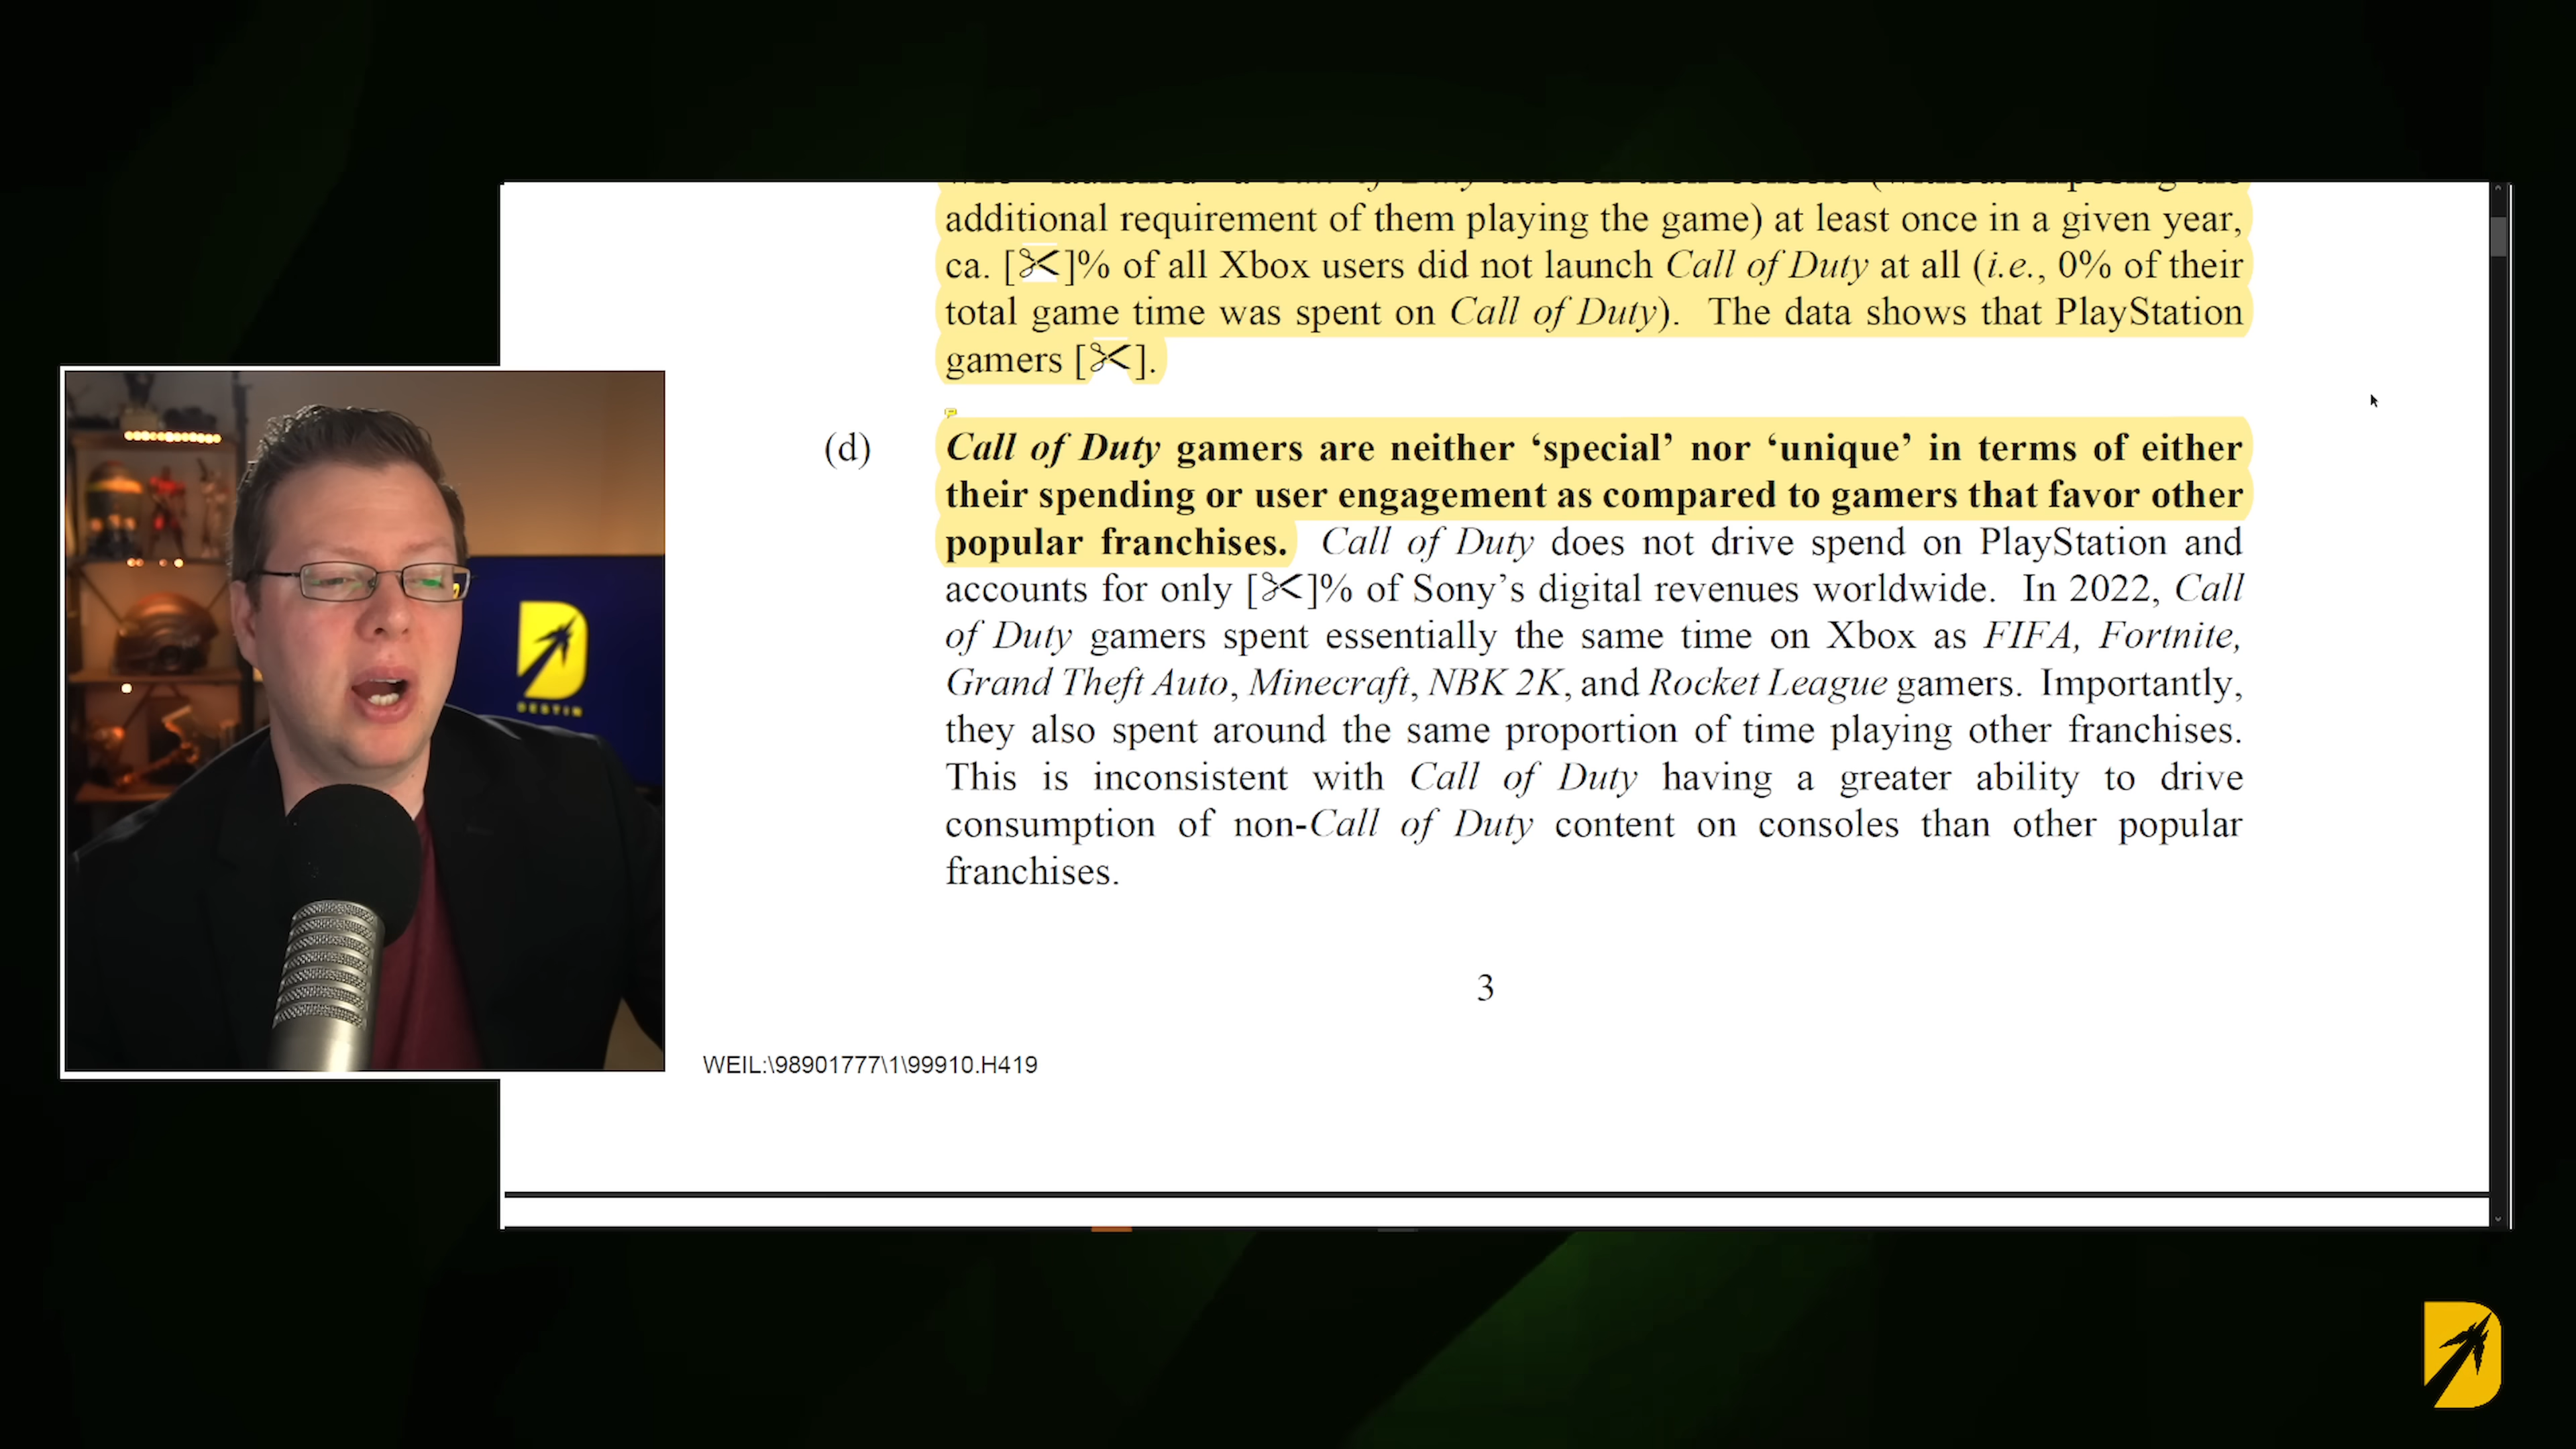 additional requirement of them playing the game) at least once in a given year,
ca. [✂]% of all Xbox users did not launch Call of Duty at all (i.e., 0% of their
total game time was spent on Call of Duty). The data shows that PlayStation
gamers [✂].
(d) Call of Duty gamers are neither ‘special’ nor ‘unique’ in terms of either
their spending or user engagement as compared to gamers that favor other
popular franchises. Call of Duty does not drive spend on PlayStation and
accounts for only [✂]% of Sony’s digital revenues worldwide. In 2022, Call
of Duty gamers spent essentially the same time on Xbox as FIFA, Fortnite,
Grand Theft Auto, Minecraft, NBK 2K, and Rocket League gamers. Importantly,
they also spent around the same proportion of time playing other franchises.
This is inconsistent with Call of Duty having a greater ability to drive
consumption of non-Call of Duty content on consoles than other popular
franchises.
3
WEIL:\98901777\1\99910.H419
D
DESTIN
D